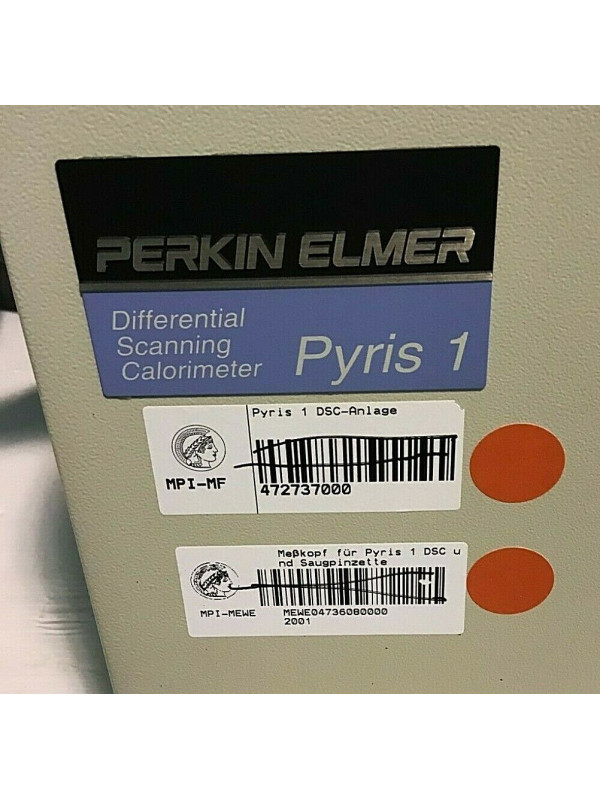 PERKIN ELMER
Differential
Scanning
Calorimeter
Pyris 1
Pyris 1 DSC-Anlage
MPI-MF
472737000
Meßkopf für Pyris 1 DSC u
nd Saugpinzette
MPI-MEWE
MEWE04736080000
2001